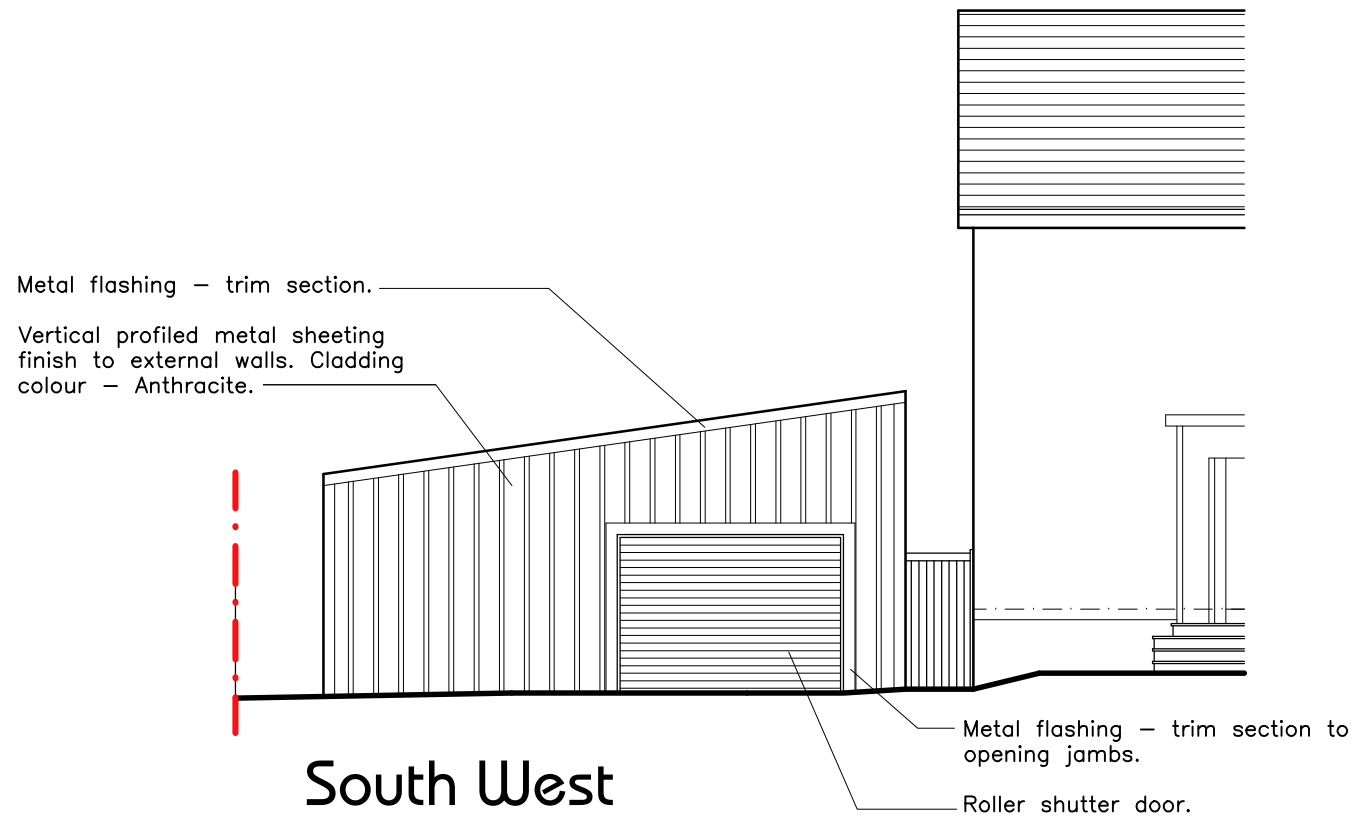 Metal flashing – trim section.
Vertical profiled metal sheeting
finish to external walls. Cladding
colour – Anthracite.
Metal flashing – trim section to
opening jambs.
Roller shutter door.
South West